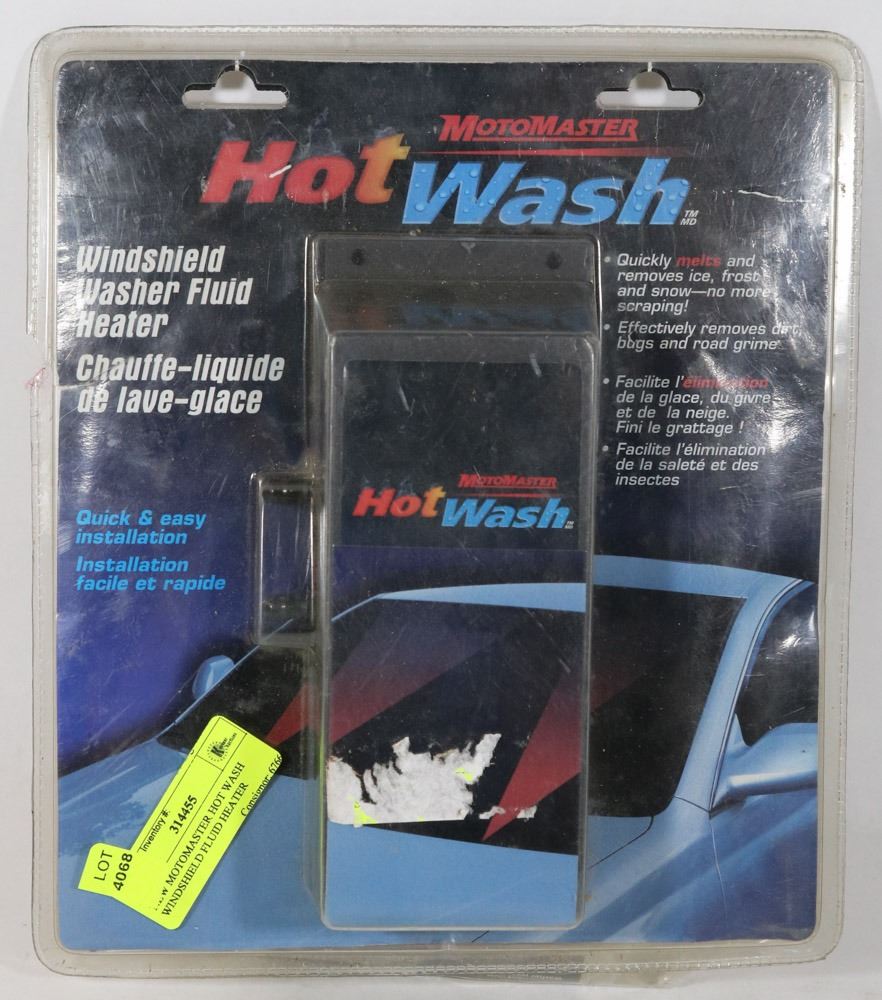 MOTOMASTER
Hot Wash
TM
MD
Windshield
Washer Fluid
Heater
Chauffe-liquide
de lave-glace
Quick & easy
installation
Installation
facile et rapide
• Quickly melts and
removes ice, frost
and snow—no more
scraping!
• Effectively removes dirt,
bugs and road grime
• Facilite l'élimination
de la glace, du givre
et de la neige.
Fini le grattage !
• Facilite l'élimination
de la saleté et des
insectes
MOTOMASTER
Hot Wash
TM
MD
LOT
4068
Inventory #:
314455
NEW MOTOMASTER HOT WASH
WINDSHIELD FLUID HEATER
Consignor